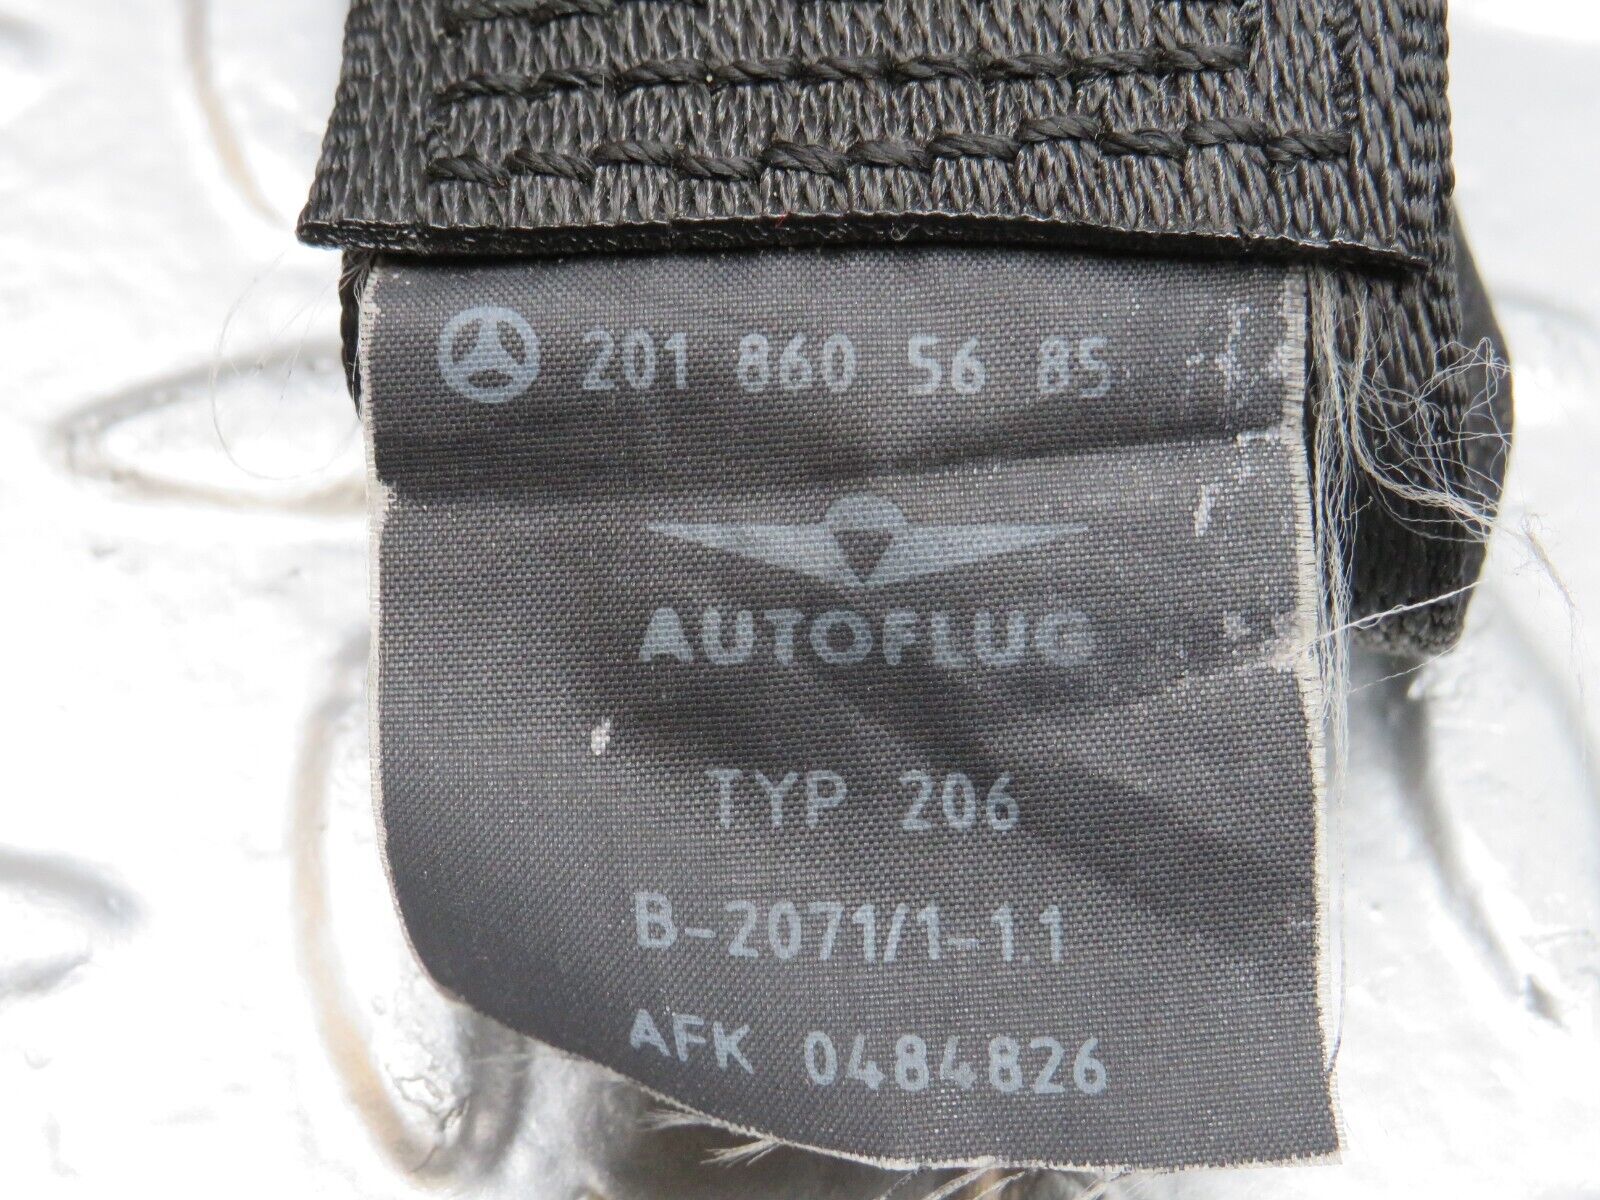 201 860 56 85
AUTOFLUG
TYP 206
B-2071/1-1.1
AFK 0484826